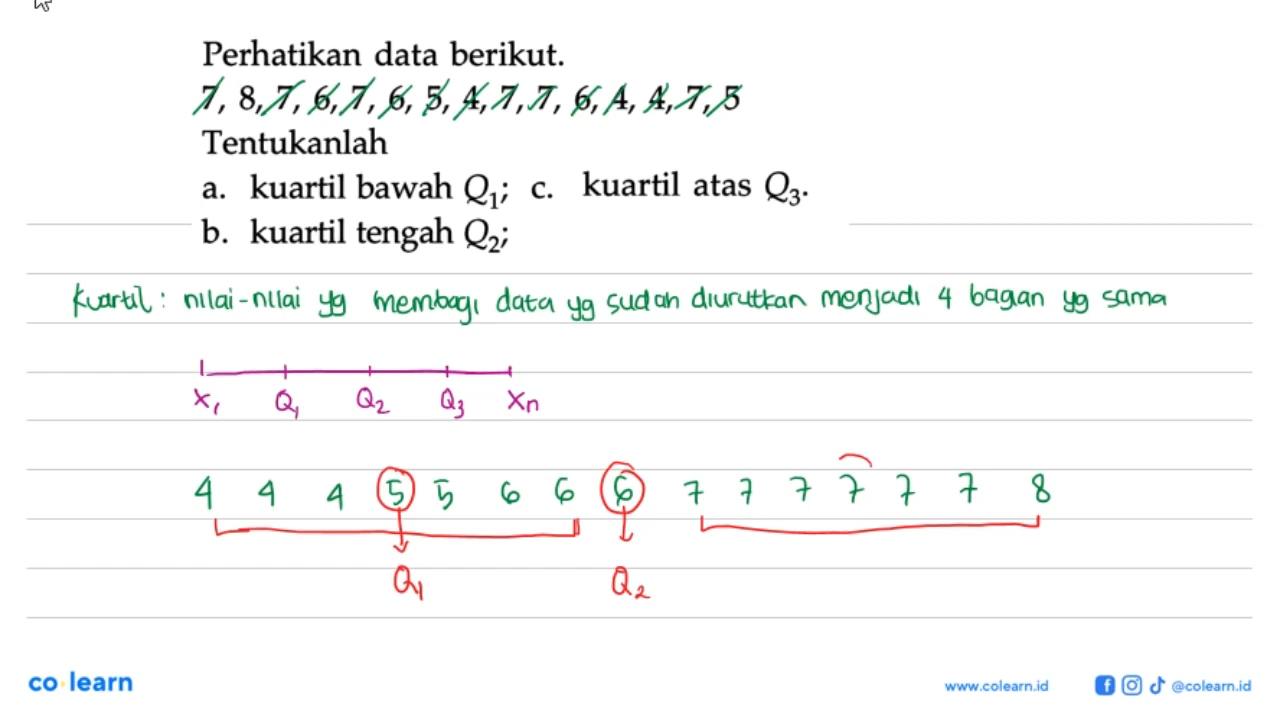 Perhatikan data berikut.
7, 8, 7, 6, 7, 6, 5, 4, 7, 7, 6, 4, 4, 7, 5
Tentukanlah
a. kuartil bawah Q₁; c. kuartil atas Q₃.
b. kuartil tengah Q₂;
Kuartil : nilai-nilai yg membagi data yg sudah diurutkan menjadi 4 bagian yg sama
x₁ Q₁ Q₂ Q₃ xn
4 4 4 5 5 6 6 6 7 7 7 7 7 7 8
Q₁ Q₂
co·learn www.colearn.id @colearn.id